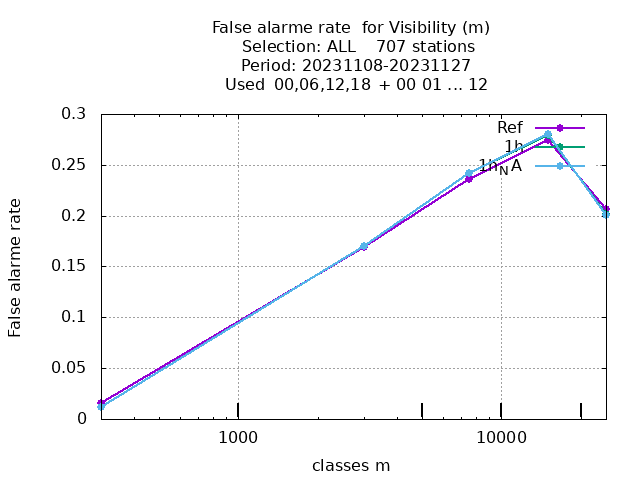 False alarme rate for Visibility (m)
Selection: ALL 707 stations
Period: 20231108-20231127
Used 00,06,12,18 + 00 01 ... 12
0.3
0.25
0.2
0.15
0.1
0.05
0
False alarme rate
Ref
1h
1h_NA
1000
10000
classes m